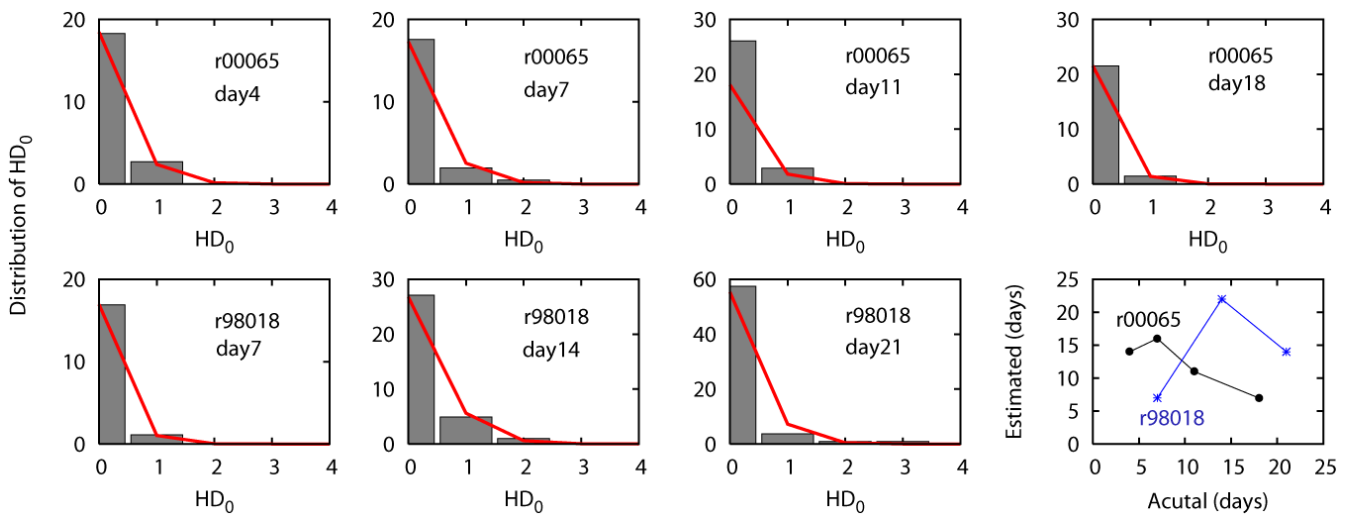 Distribution of HD0
20
10
0
r00065
day4
0 1 2 3 4
HD0
20
10
0
r00065
day7
0 1 2 3 4
HD0
40
30
20
10
0
r00065
day11
0 1 2 3 4
HD0
30
20
10
0
r00065
day18
0 1 2 3 4
HD0
20
10
0
r98018
day7
0 1 2 3 4
HD0
30
20
10
0
r98018
day14
0 1 2 3 4
HD0
60
40
20
0
r98018
day21
0 1 2 3 4
HD0
Estimated (days)
25
20
15
10
5
0
r00065
r98018
0 5 10 15 20 25
Acutal (days)